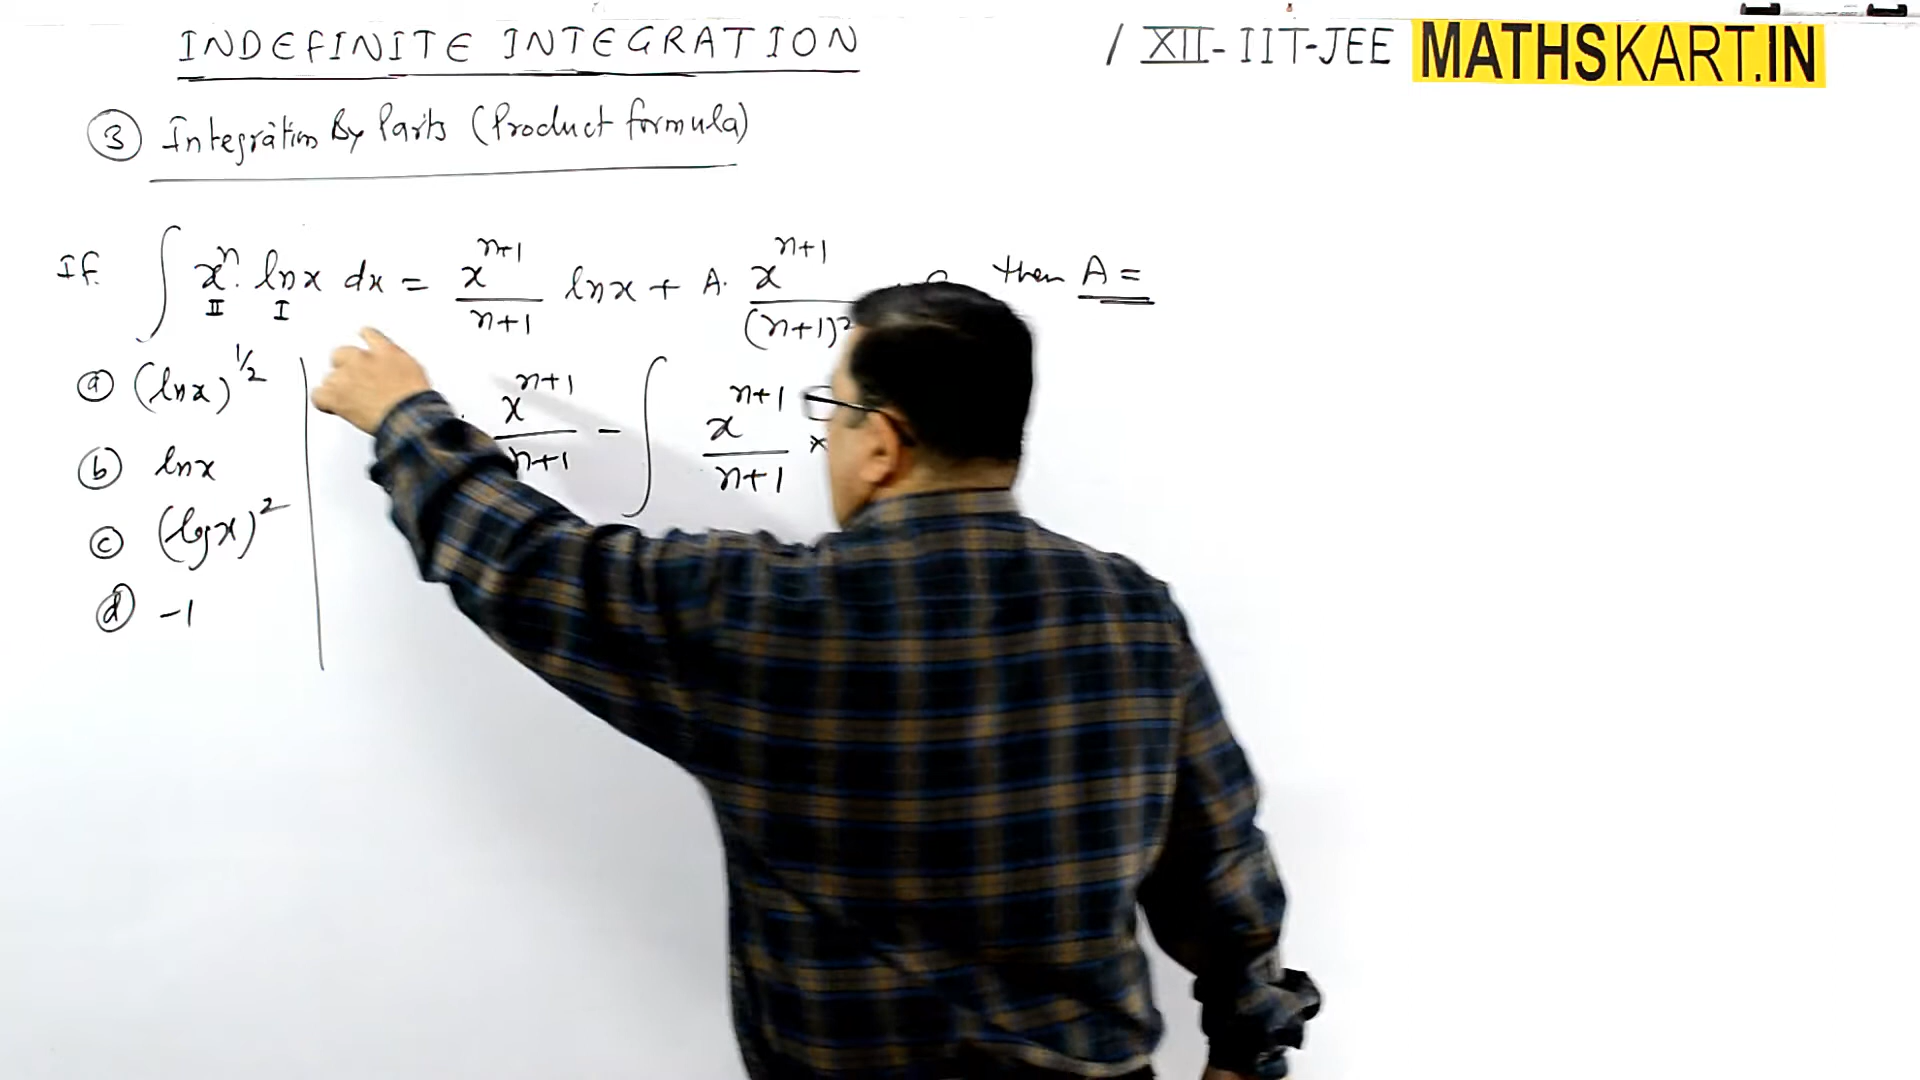 INDEFINITE INTEGRATION / XII-IIT-JEE MATHSKART.IN
③ Integration By Parts (Product formula)
If ∫ xⁿ. lnx dx = xⁿ⁺¹/n+1 lnx + A. xⁿ⁺¹/(n+1)² then A =
II I
ⓐ (lnx)^1/2
xⁿ⁺¹/n+1 - ∫ xⁿ⁺¹/n+1 ×
ⓑ lnx
ⓒ (logx)²
ⓓ -1